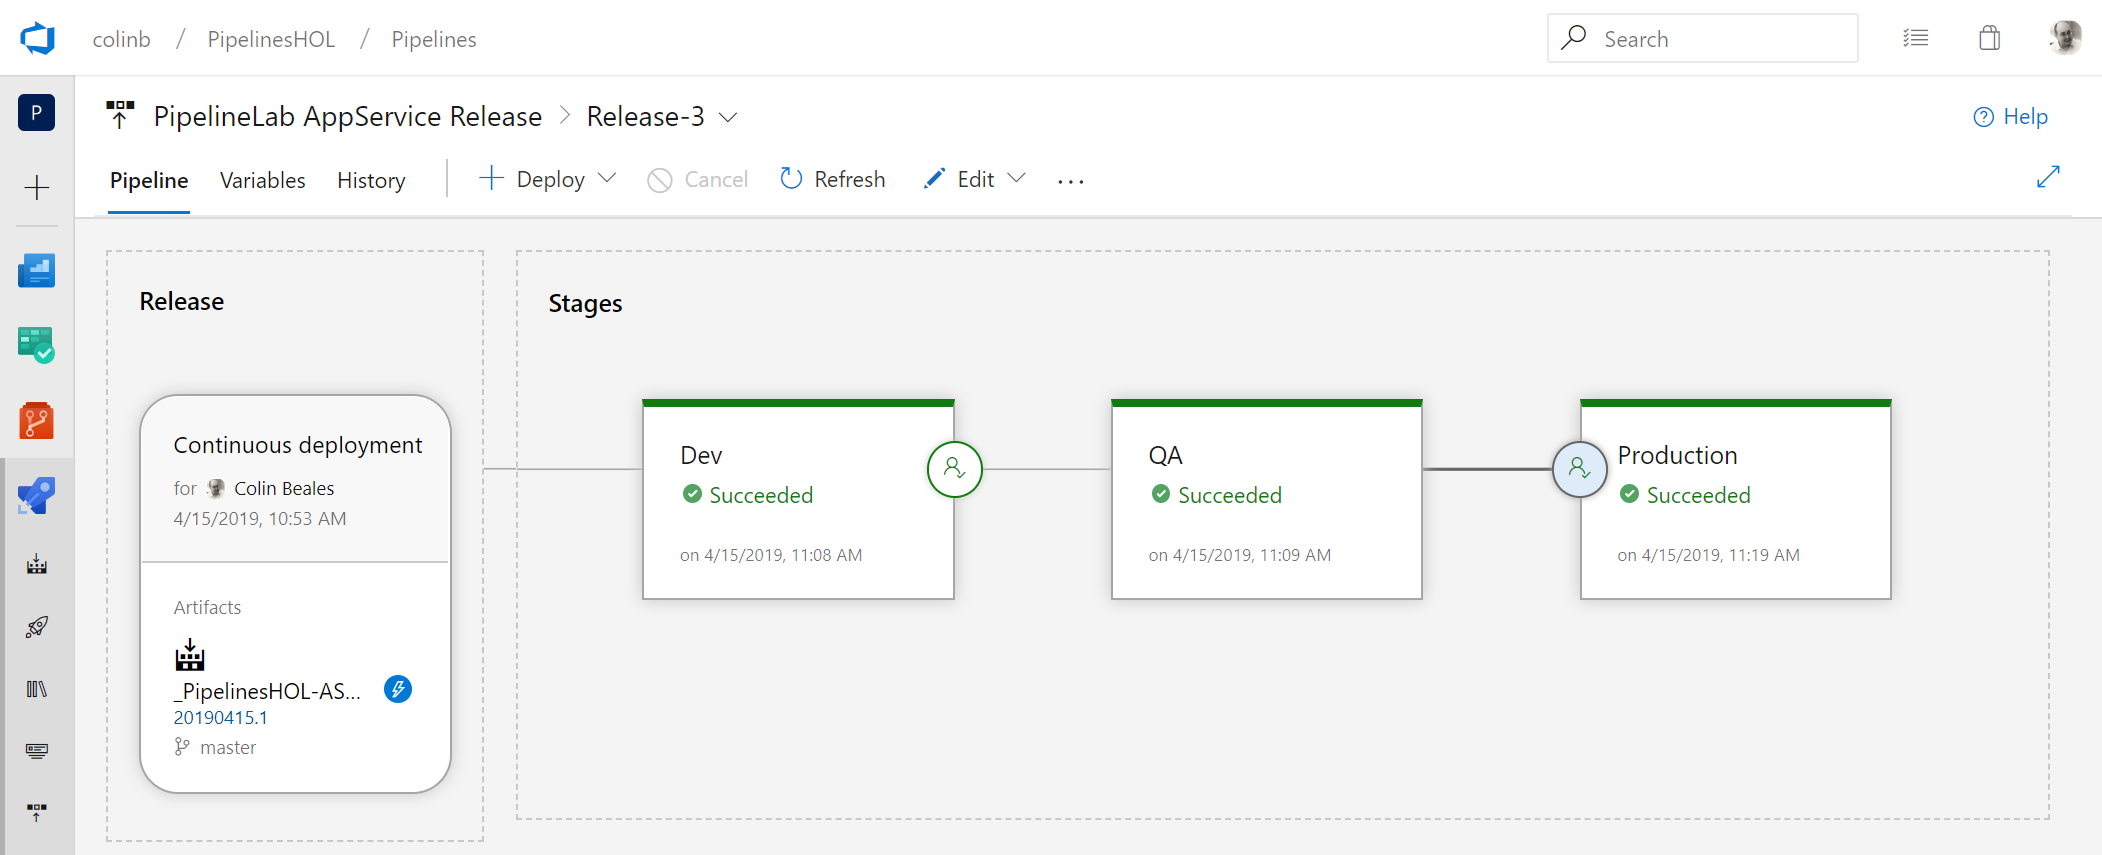 colinb / PipelinesHOL / Pipelines
Search
P
PipelineLab AppService Release > Release-3
Help
Pipeline Variables History Deploy Cancel Refresh Edit ...
Release
Stages
Continuous deployment
for Colin Beales
4/15/2019, 10:53 AM
Artifacts
_PipelinesHOL-AS...
20190415.1
master
Dev
Succeeded
on 4/15/2019, 11:08 AM
QA
Succeeded
on 4/15/2019, 11:09 AM
Production
Succeeded
on 4/15/2019, 11:19 AM